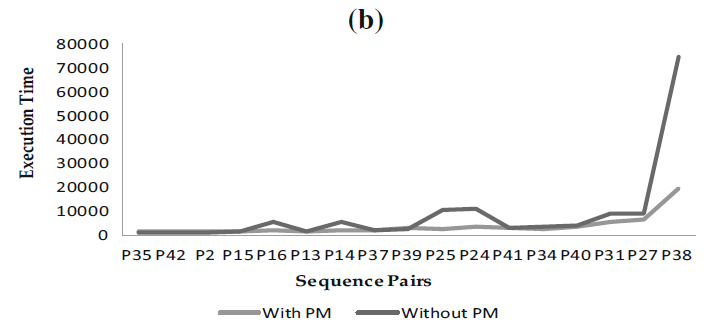 (b)
Execution Time
80000
70000
60000
50000
40000
30000
20000
10000
0
P35 P42 P2 P15 P16 P13 P14 P37 P39 P25 P24 P41 P34 P40 P31 P27 P38
Sequence Pairs
With PM Without PM